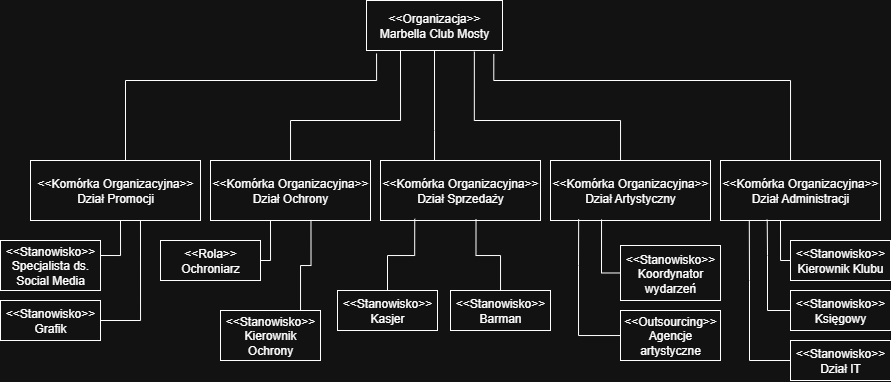 <<Organizacja>>
Marbella Club Mosty
<<Komórka Organizacyjna>>
Dział Promocji
<<Komórka Organizacyjna>>
Dział Ochrony
<<Komórka Organizacyjna>>
Dział Sprzedaży
<<Komórka Organizacyjna>>
Dział Artystyczny
<<Komórka Organizacyjna>>
Dział Administracji
<<Stanowisko>>
Specjalista ds.
Social Media
<<Rola>>
Ochroniarz
<<Stanowisko>>
Koordynator
wydarzeń
<<Stanowisko>>
Kierownik Klubu
<<Stanowisko>>
Grafik
<<Stanowisko>>
Kierownik
Ochrony
<<Stanowisko>>
Kasjer
<<Stanowisko>>
Barman
<<Outsourcing>>
Agencje
artystyczne
<<Stanowisko>>
Księgowy
<<Stanowisko>>
Dział IT